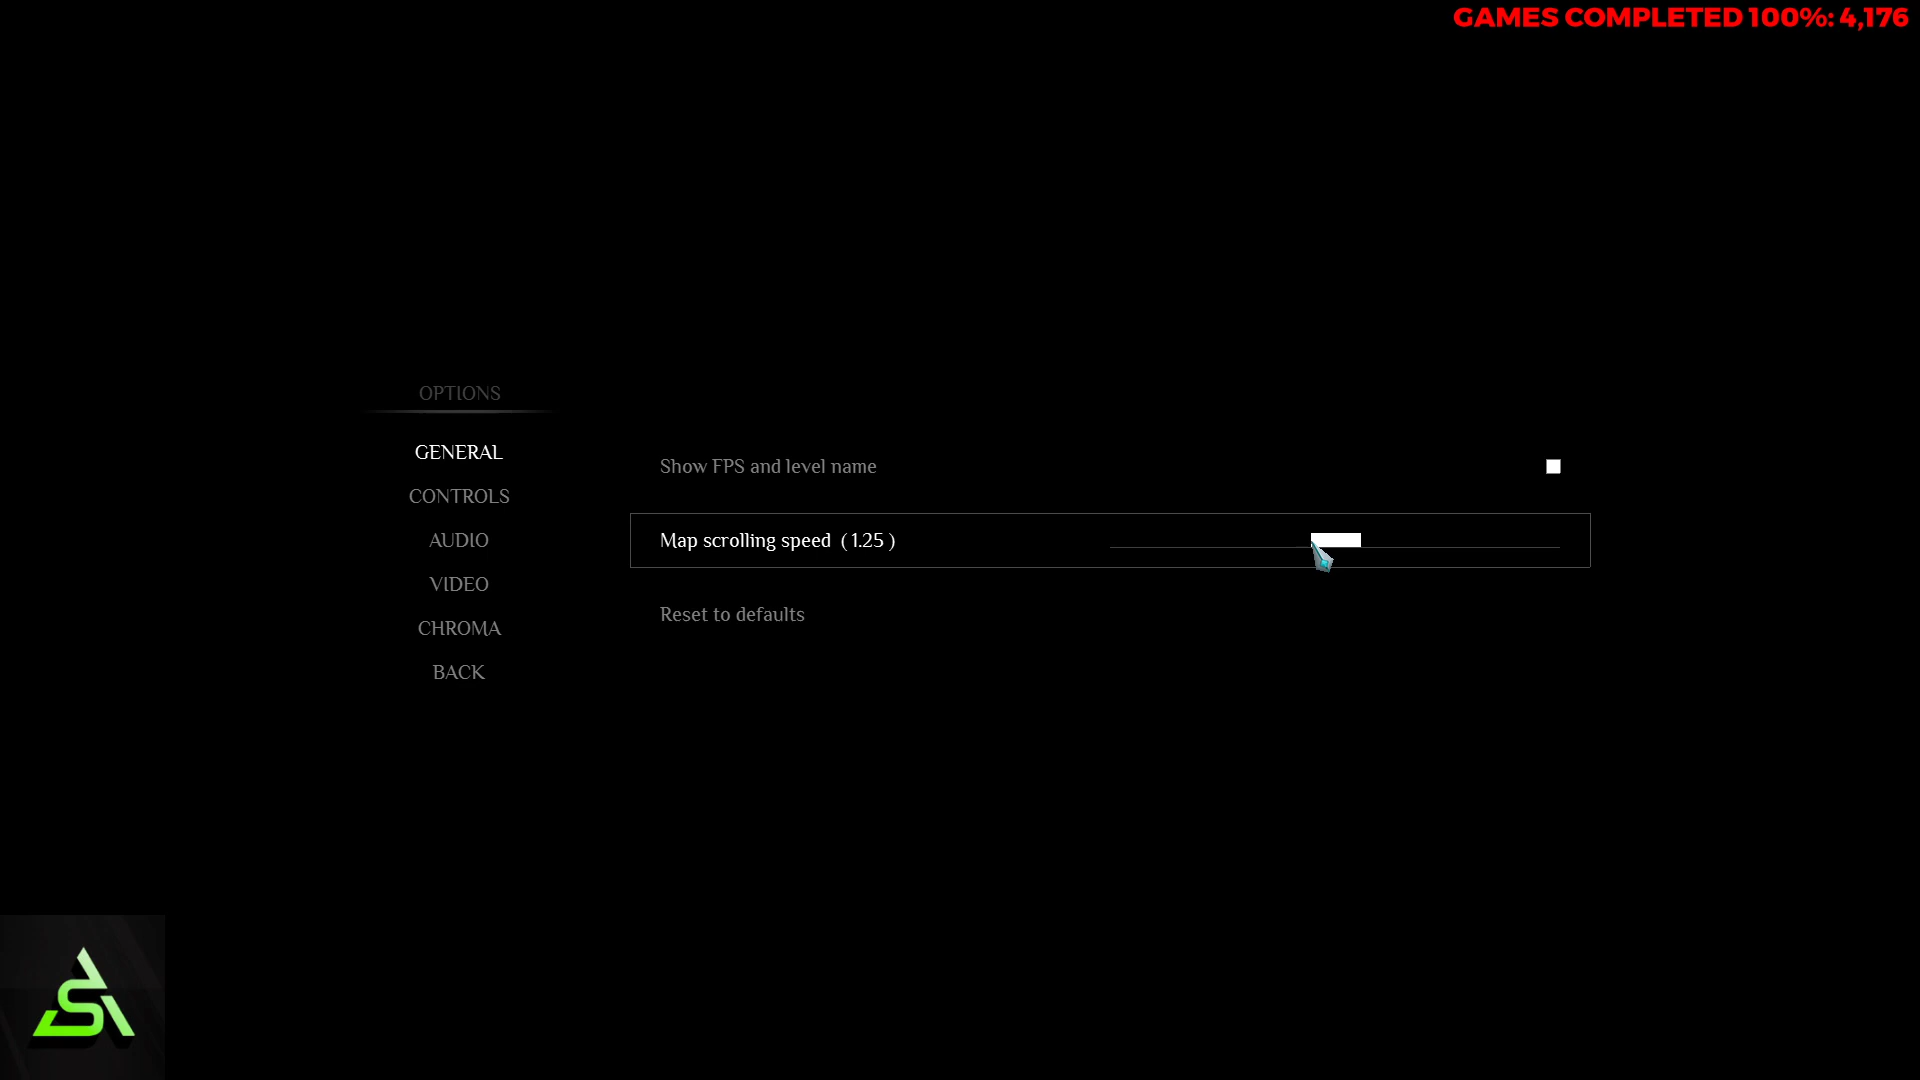 GAMES COMPLETED 100%: 4,176
OPTIONS
GENERAL
CONTROLS
AUDIO
VIDEO
CHROMA
BACK
Show FPS and level name
Map scrolling speed ( 1.25 )
Reset to defaults